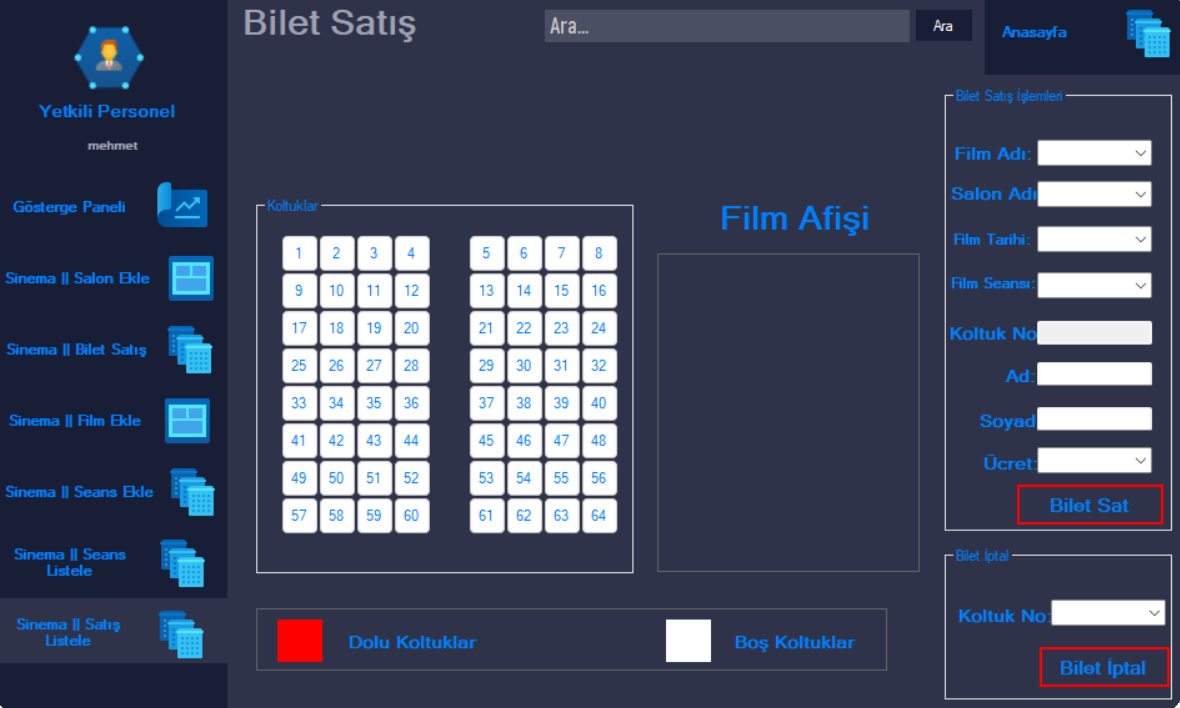 Bilet Satış
Ara...
Ara
Anasayfa
Yetkili Personel
mehmet
Gösterge Paneli
Sinema || Salon Ekle
Sinema || Bilet Satış
Sinema || Film Ekle
Sinema || Seans Ekle
Sinema || Seans
Listele
Sinema || Satış
Listele
Koltuklar
1 2 3 4 5 6 7 8
9 10 11 12 13 14 15 16
17 18 19 20 21 22 23 24
25 26 27 28 29 30 31 32
33 34 35 36 37 38 39 40
41 42 43 44 45 46 47 48
49 50 51 52 53 54 55 56
57 58 59 60 61 62 63 64
Film Afişi
Dolu Koltuklar
Boş Koltuklar
Bilet Satış İşlemleri
Film Adı:
Salon Adı
Film Tarihi:
Film Seansı:
Koltuk No
Ad:
Soyad
Ücret:
Bilet Sat
Bilet İptal
Koltuk No:
Bilet İptal